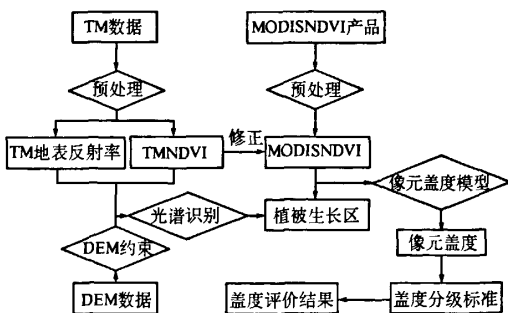 TM数据
MODISNDVI产品
预处理
预处理
TM地表反射率
TMNDVI
修正
MODISNDVI
像元盖度模型
光谱识别
植被生长区
像元盖度
DEM约束
DEM数据
盖度评价结果
盖度分级标准